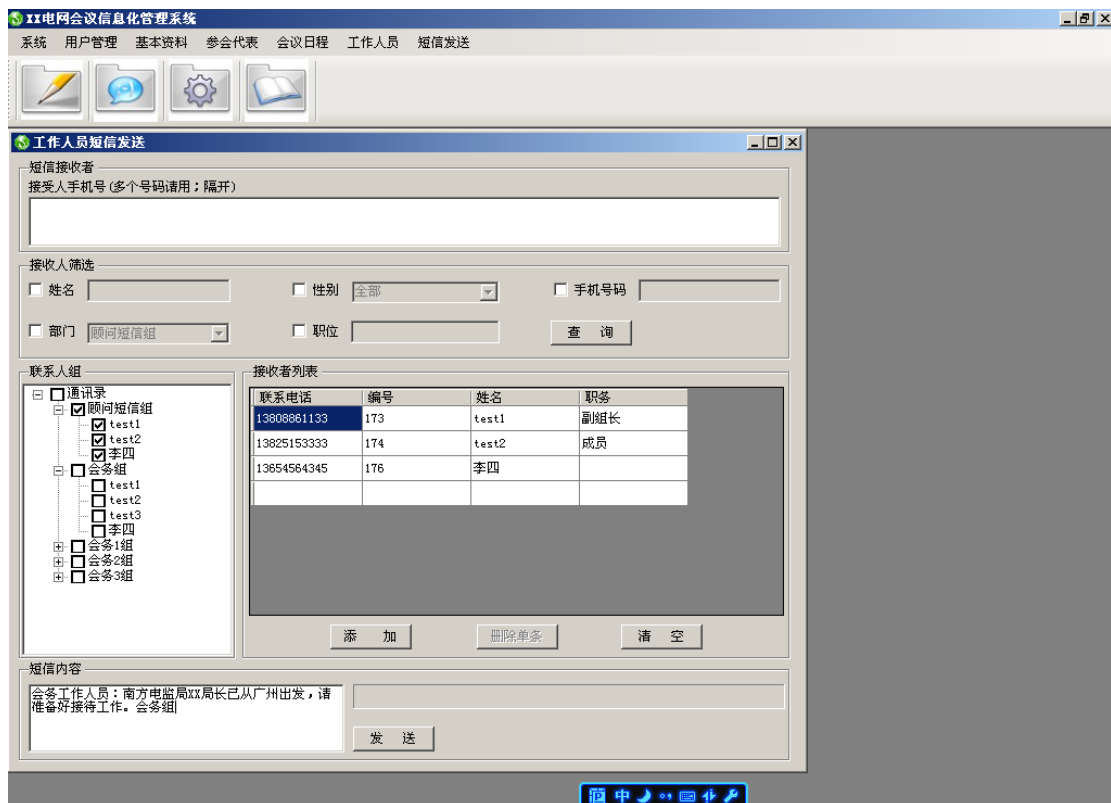 XX电网会议信息化管理系统
系统 用户管理 基本资料 参会代表 会议日程 工作人员 短信发送
工作人员短信发送
短信接收者
接受人手机号(多个号码请用；隔开)
接收人筛选
姓名 性别 全部 手机号码
部门 顾问短信组 职位 查 询
联系人组
通讯录
顾问短信组
test1
test2
李四
会务组
test1
test2
test3
李四
会务1组
会务2组
会务3组
接收者列表
联系电话 编号 姓名 职务
13808861133 173 test1 副组长
13825153333 174 test2 成员
13654564345 176 李四
添 加 删除单条 清 空
短信内容
会务工作人员：南方电监局XX局长已从广州出发，请
准备好接待工作。会务组
发 送
中